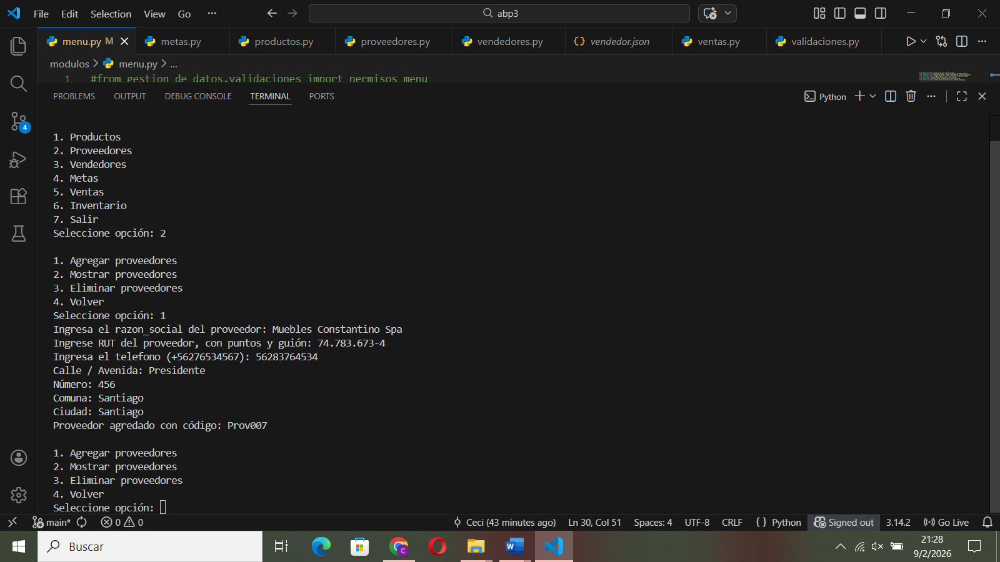 File Edit Selection View Go ··· abp3
menu.py M metas.py productos.py proveedores.py vendedores.py {} vendedor.json ventas.py validaciones.py ···
modulos > menu.py > ...
1 #from gestion_de_datos.validaciones import permisos_menu
PROBLEMS OUTPUT DEBUG CONSOLE TERMINAL PORTS Python ···
1. Productos
2. Proveedores
3. Vendedores
4. Metas
5. Ventas
6. Inventario
7. Salir
Seleccione opción: 2
1. Agregar proveedores
2. Mostrar proveedores
3. Eliminar proveedores
4. Volver
Seleccione opción: 1
Ingresa el razon_social del proveedor: Muebles Constantino Spa
Ingrese RUT del proveedor, con puntos y guión: 74.783.673-4
Ingresa el telefono (+56276534567): 56283764534
Calle / Avenida: Presidente
Número: 456
Comuna: Santiago
Ciudad: Santiago
Proveedor agredado con código: Prov007
1. Agregar proveedores
2. Mostrar proveedores
3. Eliminar proveedores
4. Volver
Seleccione opción:
4
main* 0 0 Ceci (43 minutes ago) Ln 30, Col 51 Spaces: 4 UTF-8 CRLF {} Python Signed out 3.14.2 Go Live
Buscar
21:28
9/2/2026